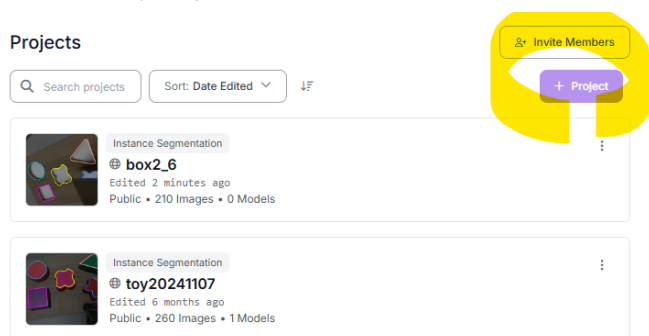 Projects
Invite Members
Search projects
Sort: Date Edited
+ Project
Instance Segmentation
box2_6
Edited 2 minutes ago
Public • 210 Images • 0 Models
Instance Segmentation
toy20241107
Edited 6 months ago
Public • 260 Images • 1 Models